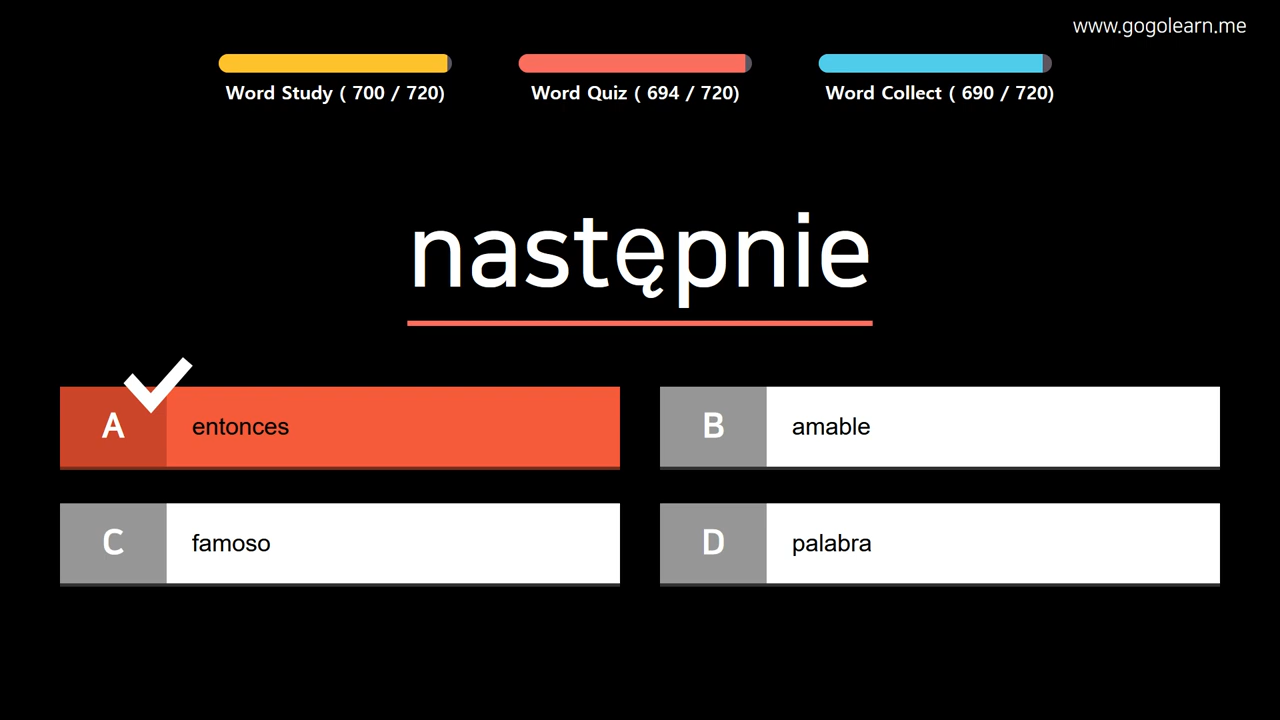 www.gogolearn.me
Word Study ( 700 / 720)
Word Quiz ( 694 / 720)
Word Collect ( 690 / 720)
następnie
A entonces
B amable
C famoso
D palabra